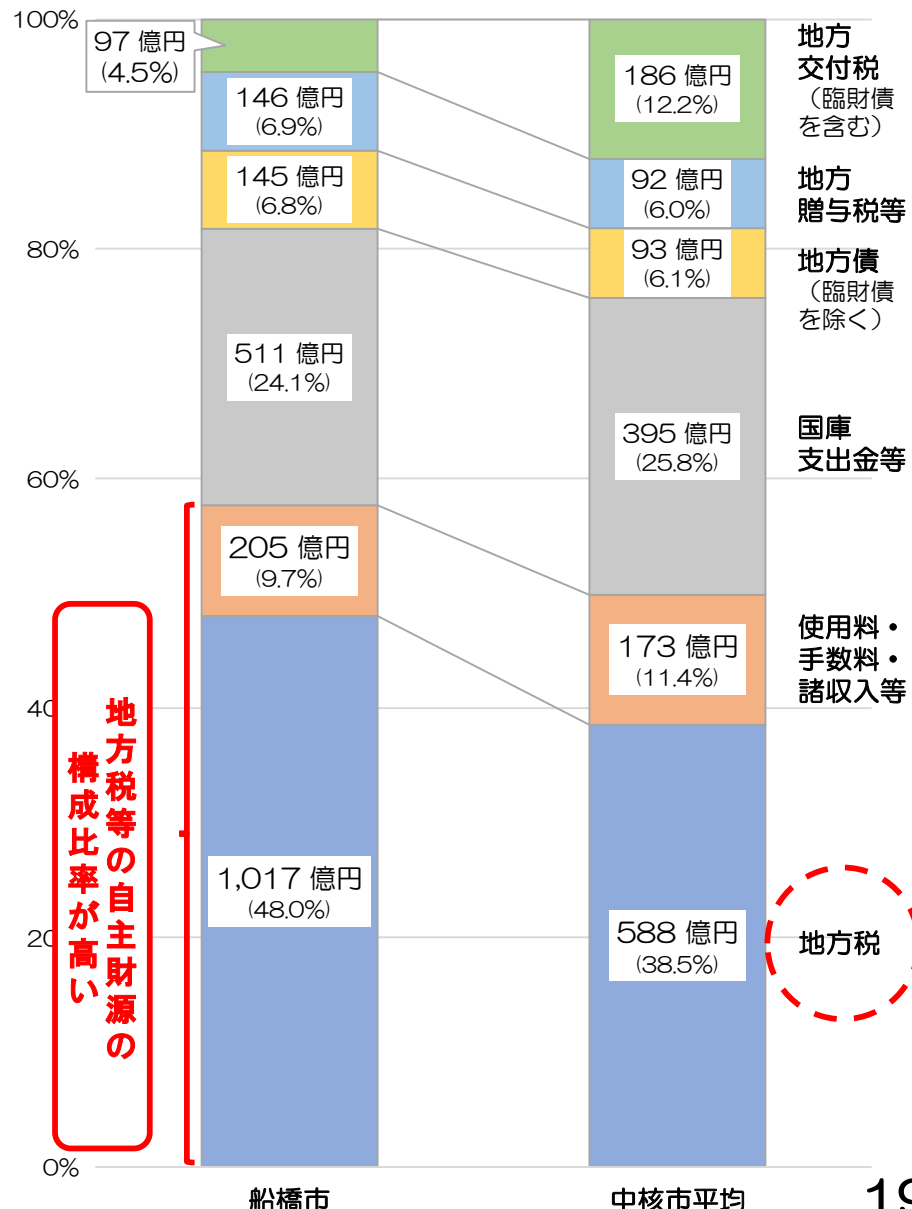 100%
97 億円
(4.5%)
146 億円
(6.9%)
145 億円
(6.8%)
80%
511 億円
(24.1%)
60%
205 億円
(9.7%)
40
1,017 億円
(48.0%)
20
0%
地方税等の自主財源の
構成比率が高い
船橋市
186 億円
(12.2%)
92 億円
(6.0%)
93 億円
(6.1%)
395 億円
(25.8%)
173 億円
(11.4%)
588 億円
(38.5%)
中核市平均
地方
交付税
（臨財債
を含む）
地方
贈与税等
地方債
（臨財債
を除く）
国庫
支出金等
使用料・
手数料・
諸収入等
地方税
19